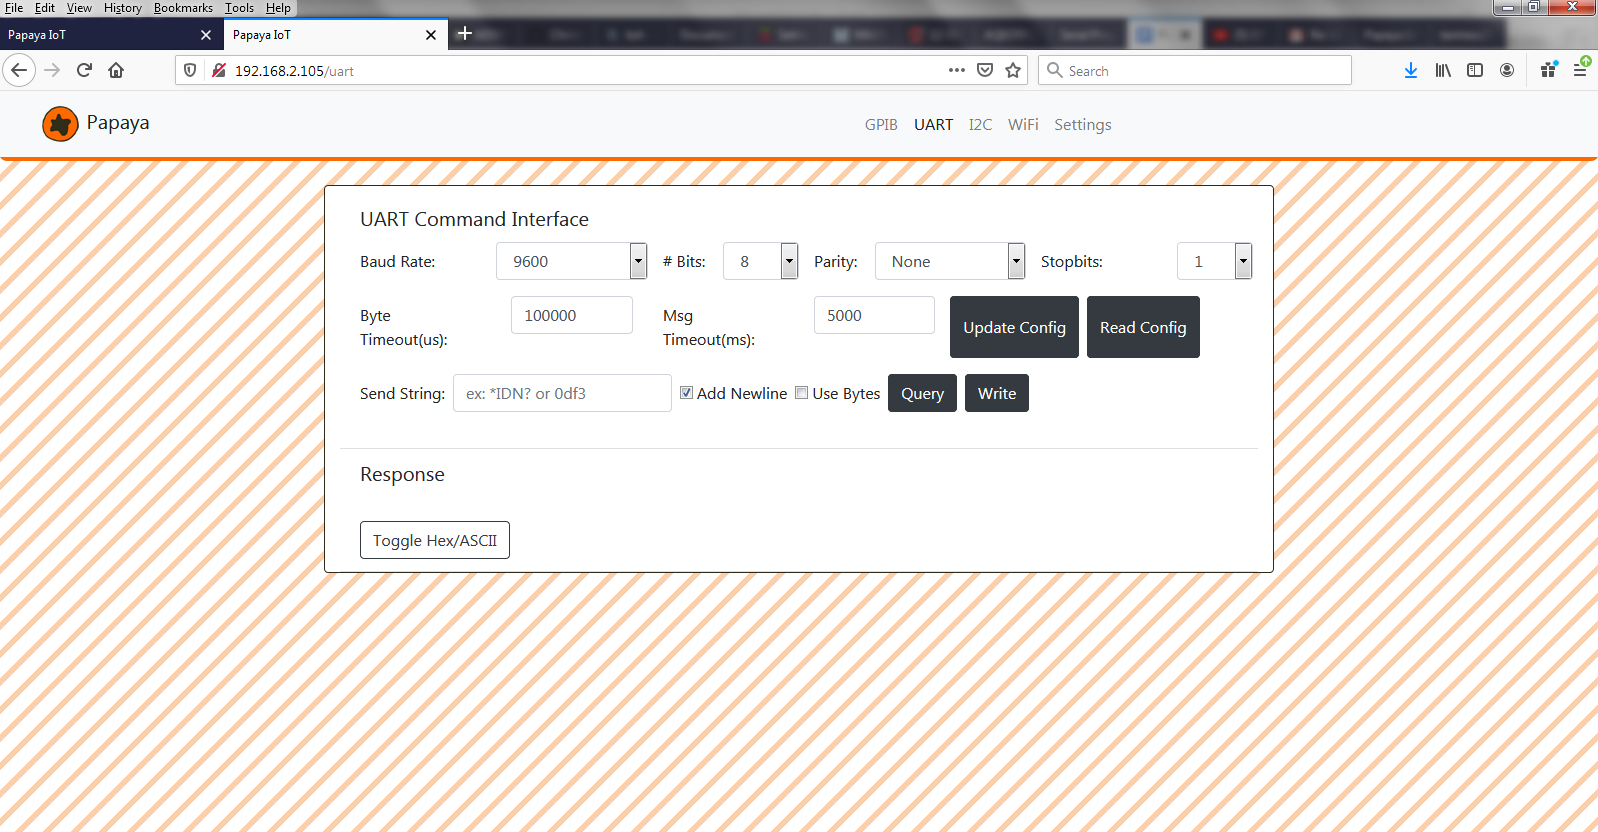 File Edit View History Bookmarks Tools Help
Papaya IoT
Papaya IoT
192.168.2.105/uart
Search
Papaya
GPIB UART I2C WiFi Settings
UART Command Interface
Baud Rate: 9600 # Bits: 8 Parity: None Stopbits: 1
Byte Timeout(us): 100000 Msg Timeout(ms): 5000 Update Config Read Config
Send String: ex: *IDN? or 0df3 Add Newline Use Bytes Query Write
Response
Toggle Hex/ASCII